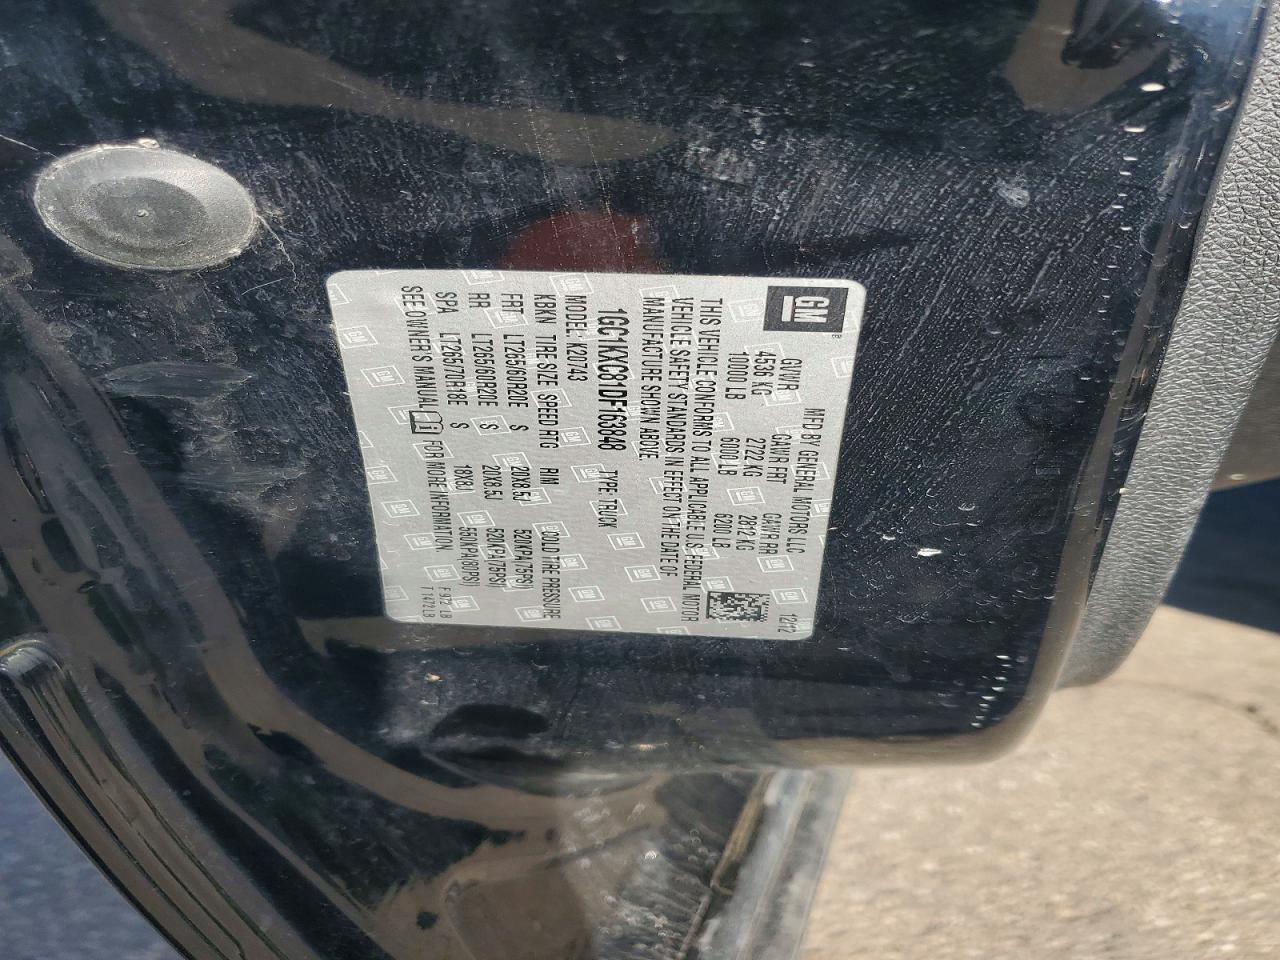 GM
MFD BY GENERAL MOTORS LLC 12/12
GVWR GAWR FRT GAWR RR
4535 KG 2722 KG 2812 KG
10000 LB 6000 LB 6200 LB
THIS VEHICLE CONFORMS TO ALL APPLICABLE U.S. FEDERAL MOTOR
VEHICLE SAFETY STANDARDS IN EFFECT ON THE DATE OF
MANUFACTURE SHOWN ABOVE.
1GC1KXC81DF163948 TYPE: TRUCK
MODEL: K20743
KBKN TIRE SIZE SPEED RTG RIM COLD TIRE PRESSURE
FRT LT265/60R20E S 20X8.5J 520KPA(75PSI)
RR LT265/60R20E S 20X8.5J 520KPA(75PSI)
SPA LT265/70R18E S 18X8J 550KPA(80PSI)
SEE OWNER'S MANUAL FOR MORE INFORMATION.
T1472LB